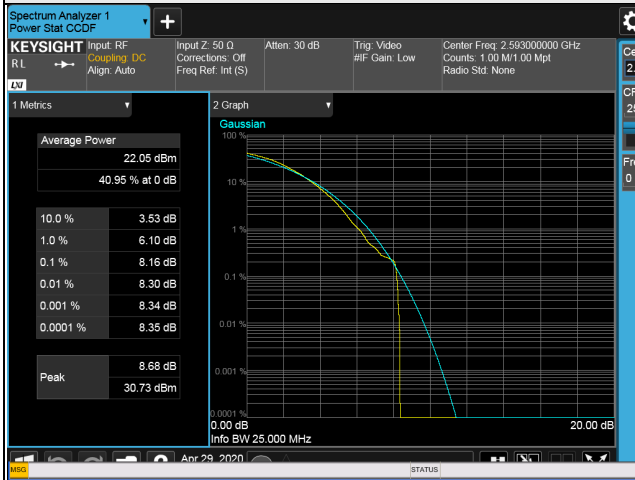 Spectrum Analyzer 1
Power Stat CCDF
KEYSIGHT
RL
LXI
Input: RF
Coupling: DC
Align: Auto
Input Z: 50 Ω
Corrections: Off
Freq Ref: Int (S)
Atten: 30 dB
Trig: Video
#IF Gain: Low
Center Freq: 2.593000000 GHz
Counts: 1.00 M/1.00 Mpt
Radio Std: None
1 Metrics
Average Power
22.05 dBm
40.95 % at 0 dB
10.0 % 3.53 dB
1.0 % 6.10 dB
0.1 % 8.16 dB
0.01 % 8.30 dB
0.001 % 8.34 dB
0.0001 % 8.35 dB
Peak
8.68 dB
30.73 dBm
2 Graph
Gaussian
100 %
10 %
1 %
0.1 %
0.01 %
0.001 %
0.0001 %
0.00 dB
20.00 dB
Info BW 25.000 MHz
Apr 29, 2020
MSG
STATUS